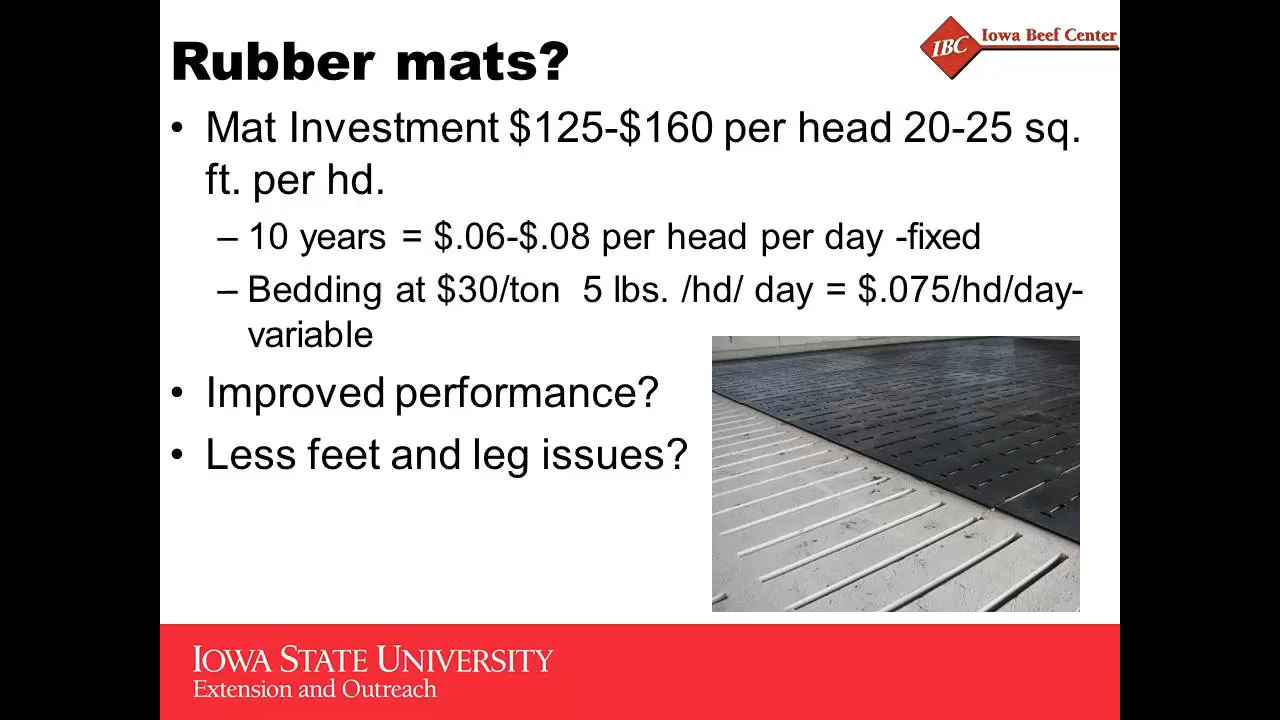 Rubber mats?
IBC
Iowa Beef Center
• Mat Investment $125-$160 per head 20-25 sq.
ft. per hd.
– 10 years = $.06-$.08 per head per day -fixed
– Bedding at $30/ton 5 lbs. /hd/ day = $.075/hd/day-
variable
• Improved performance?
• Less feet and leg issues?
IOWA STATE UNIVERSITY
Extension and Outreach